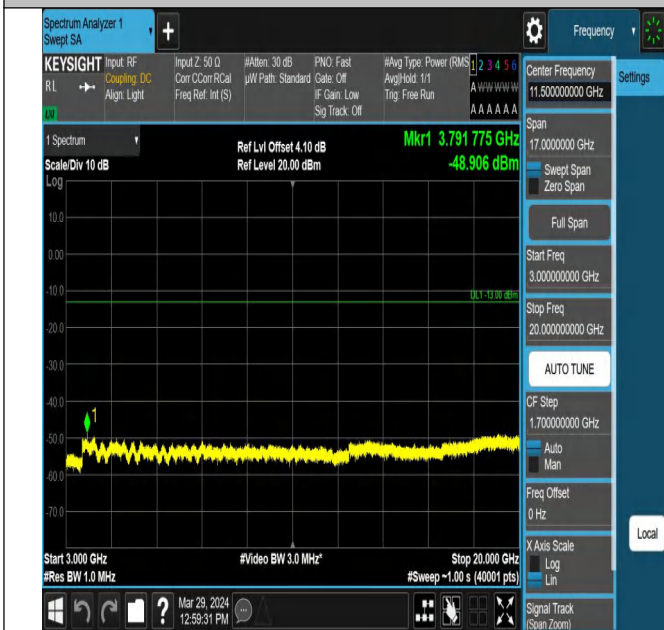 Spectrum Analyzer 1
Swept SA
+
Frequency
KEYSIGHT
RL
Input: RF
Coupling: DC
Align: Light
Input Z: 50 Ω
Corr CCorr RCal
Freq Ref: Int (S)
#Atten: 30 dB
µW Path: Standard
PNO: Fast
Gate: Off
IF Gain: Low
Sig Track: Off
#Avg Type: Power (RMS)
Avg|Hold: 1/1
Trig: Free Run
1 2 3 4 5 6
A W W W W W
A A A A A A
1 Spectrum
Scale/Div 10 dB
Log
Ref Lvl Offset 4.10 dB
Ref Level 20.00 dBm
Mkr1 3.791 775 GHz
-48.906 dBm
10.0
0.00
-10.0
-20.0
-30.0
-40.0
-50.0
-60.0
-70.0
DL1 -13.00 dBm
1
Start 3.000 GHz
#Res BW 1.0 MHz
#Video BW 3.0 MHz*
Stop 20.000 GHz
#Sweep ~1.00 s (40001 pts)
Mar 29, 2024
12:59:31 PM
Center Frequency
11.500000000 GHz
Settings
Span
17.0000000 GHz
Swept Span
Zero Span
Full Span
Start Freq
3.000000000 GHz
Stop Freq
20.000000000 GHz
AUTO TUNE
CF Step
1.700000000 GHz
Auto
Man
Freq Offset
0 Hz
X Axis Scale
Log
Lin
Local
Signal Track
(Span Zoom)